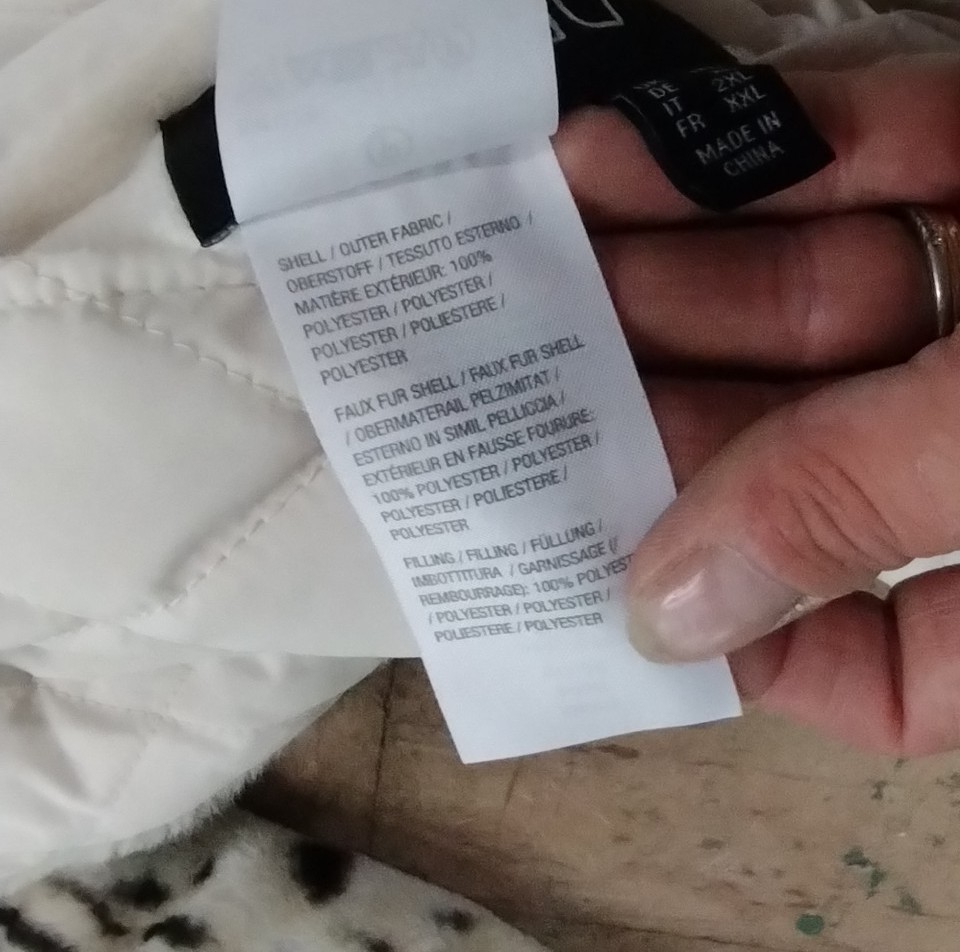 DE 2XL
IT XXL
FR
MADE IN
CHINA
SHELL / OUTER FABRIC /
OBERSTOFF / TESSUTO ESTERNO /
MATIÈRE EXTÉRIEUR: 100%
POLYESTER / POLYESTER /
POLYESTER / POLIESTERE /
POLYESTER
FAUX FUR SHELL / FAUX FUR SHELL
/ OBERMATERAIL PELZIMITAT /
ESTERNO IN SIMIL PELLICCIA /
EXTÉRIEUR EN FAUSSE FOURURE:
100% POLYESTER / POLYESTER /
POLYESTER / POLIESTERE /
POLYESTER
FILLING / FILLING / FÜLLUNG /
IMBOTTITURA / GARNISSAGE (/
REMBOURRAGE): 100% POLYEST
/ POLYESTER / POLYESTER /
POLIESTERE / POLYESTER